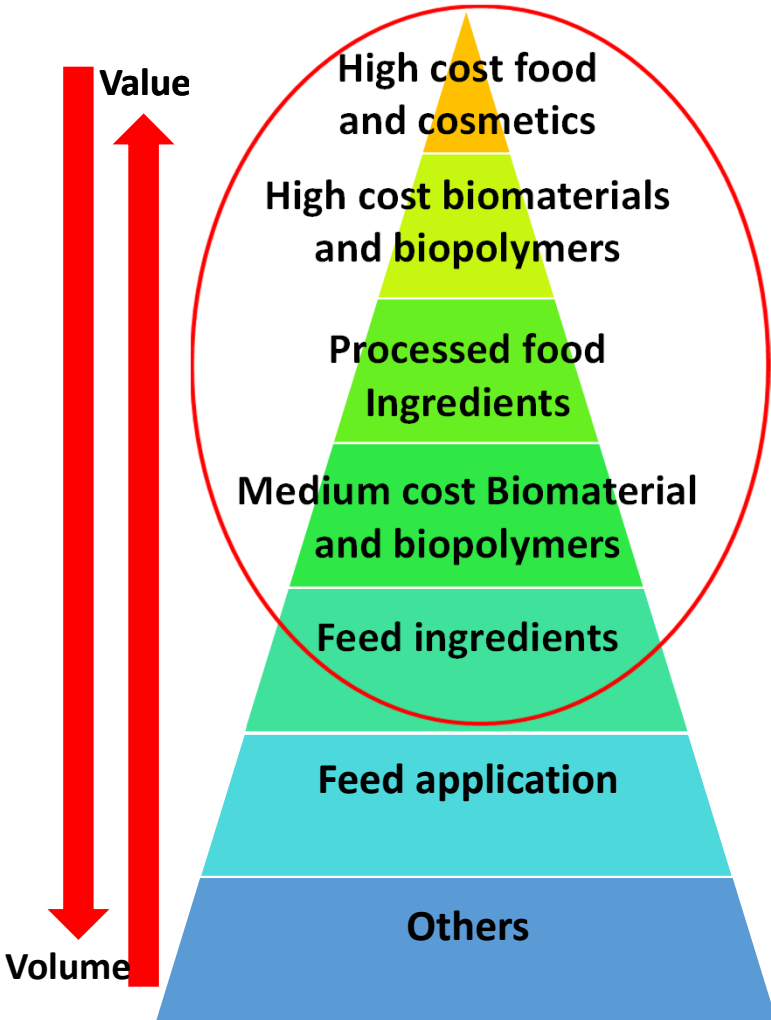 Value
High cost food
and cosmetics
High cost biomaterials
and biopolymers
Processed food
Ingredients
Medium cost Biomaterial
and biopolymers
Feed ingredients
Feed application
Others
Volume